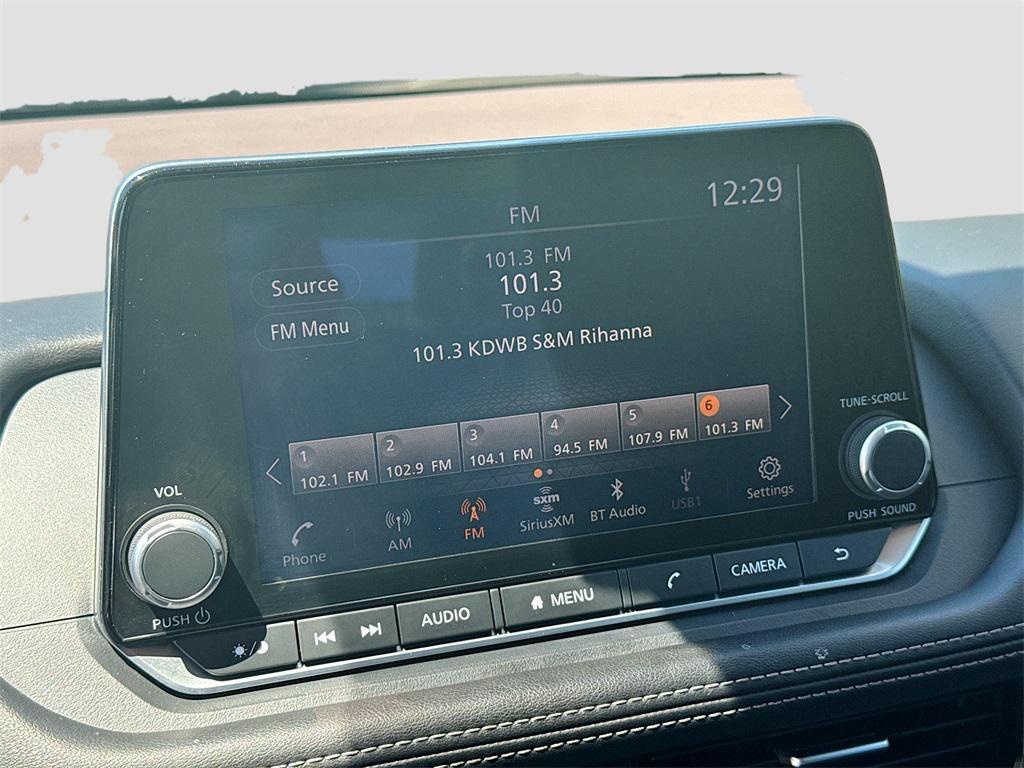 12:29
FM
101.3 FM
101.3
Top 40
101.3 KDWB S&M Rihanna
Source
FM Menu
1
102.1 FM
2
102.9 FM
3
104.1 FM
4
94.5 FM
5
107.9 FM
6
101.3 FM
Phone
AM
FM
sxm
SiriusXM
BT Audio
USB1
Settings
VOL
PUSH
TUNE·SCROLL
PUSH SOUND
AUDIO
MENU
CAMERA